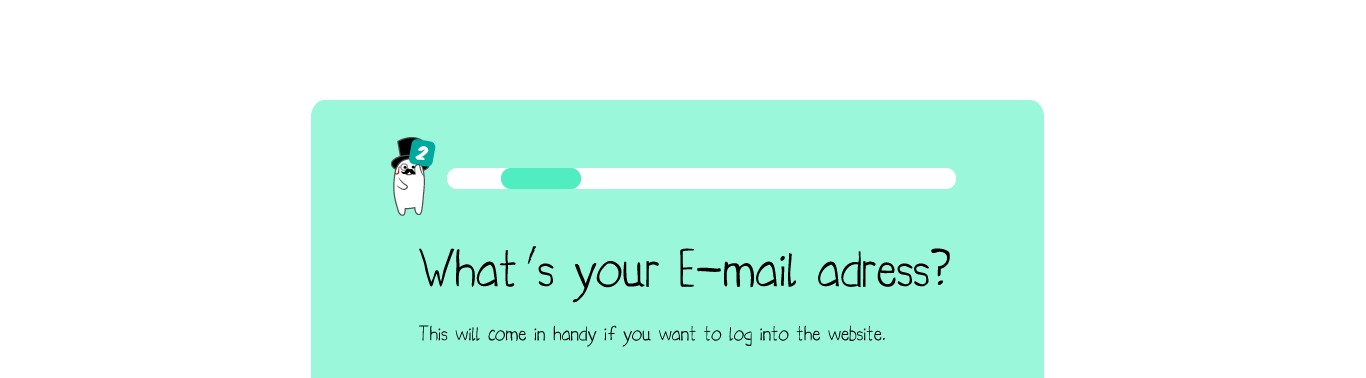 2
What's your E-mail adress?
This will come in handy if you want to log into the website.